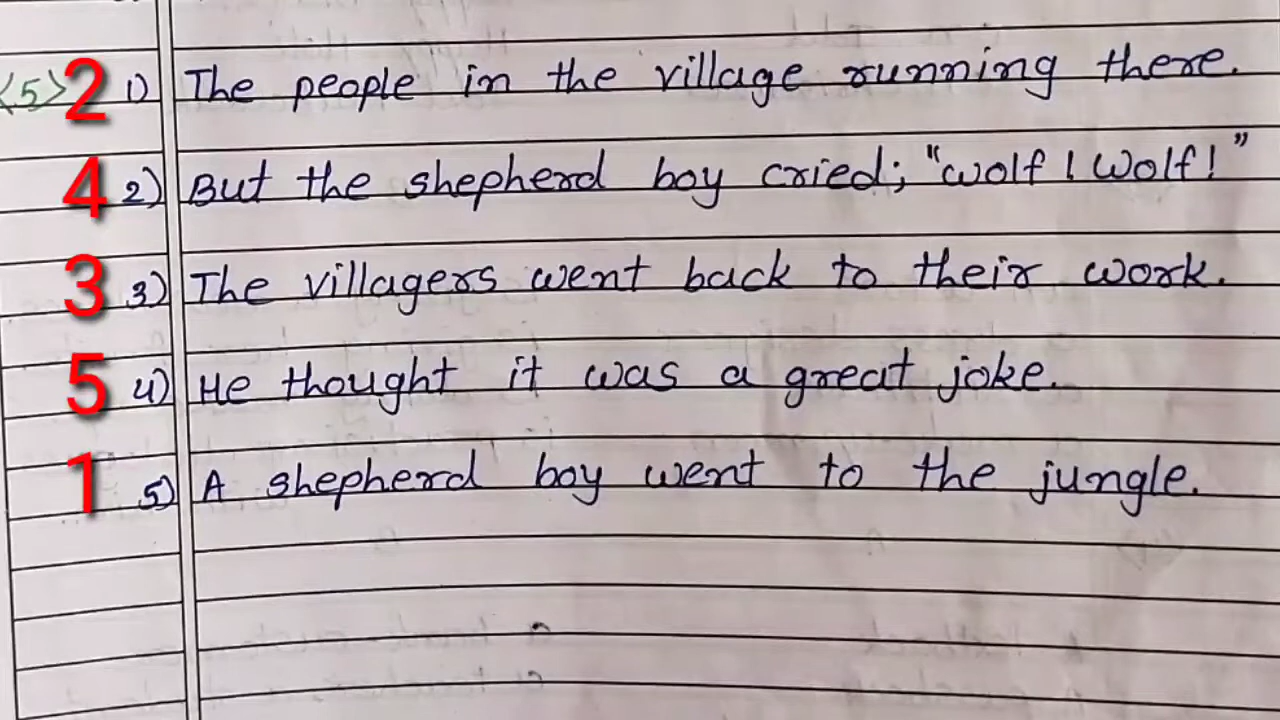 <5> 2 1) The people in the village running there.
4 2) But the shepherd boy cried; "wolf ! Wolf!"
3 3) The villagers went back to their work.
5 4) He thought it was a great joke.
1 5) A shepherd boy went to the jungle.